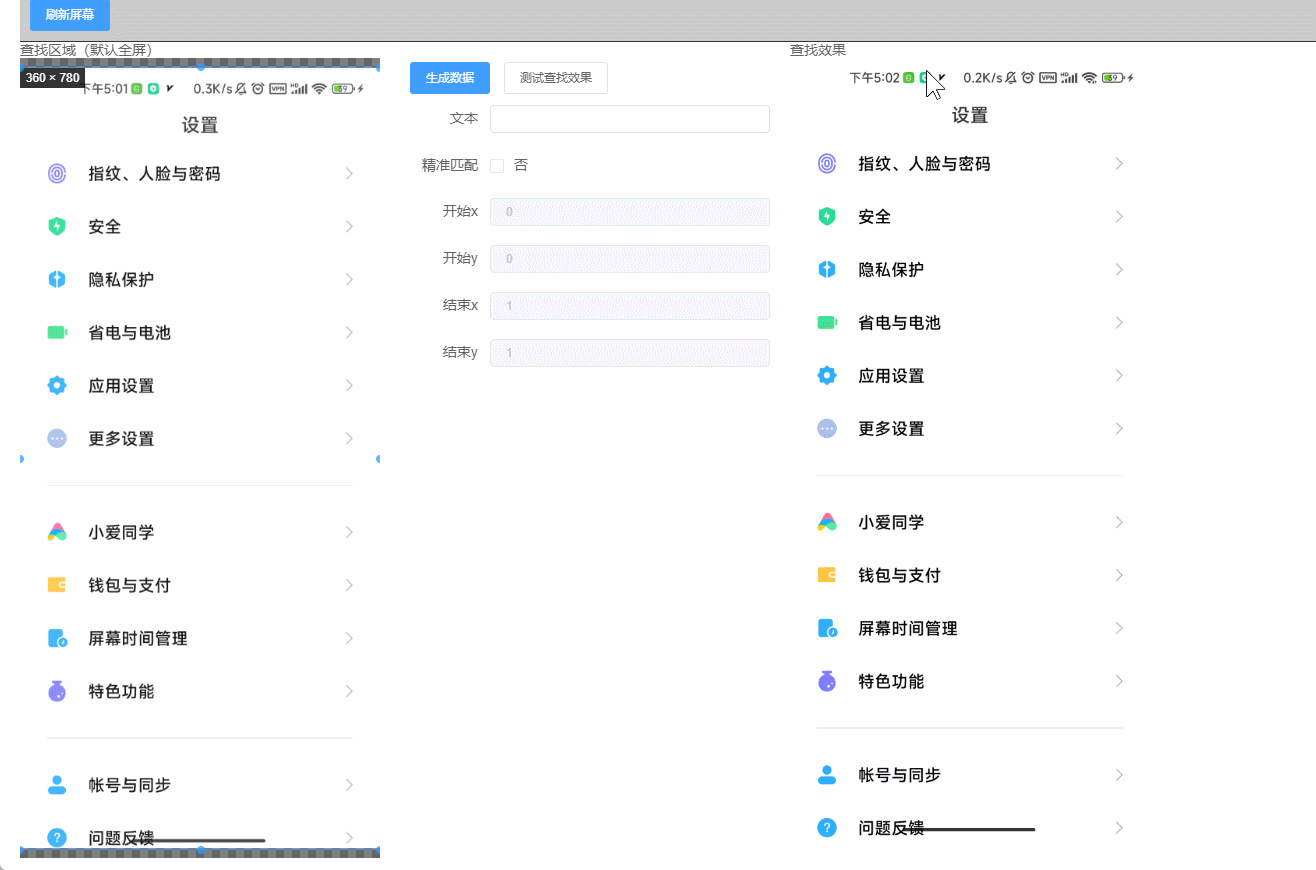 刷新屏幕
查找区域（默认全屏）
360 × 780
下午5:01
0.3K/s
VPN
HD
39
设置
指纹、人脸与密码
安全
隐私保护
省电与电池
应用设置
更多设置
小爱同学
钱包与支付
屏幕时间管理
特色功能
帐号与同步
问题反馈
生成数据
测试查找效果
文本
精准匹配
否
开始x
0
开始y
0
结束x
1
结束y
1
查找效果
下午5:02
0.2K/s
VPN
HD
39
设置
指纹、人脸与密码
安全
隐私保护
省电与电池
应用设置
更多设置
小爱同学
钱包与支付
屏幕时间管理
特色功能
帐号与同步
问题反馈